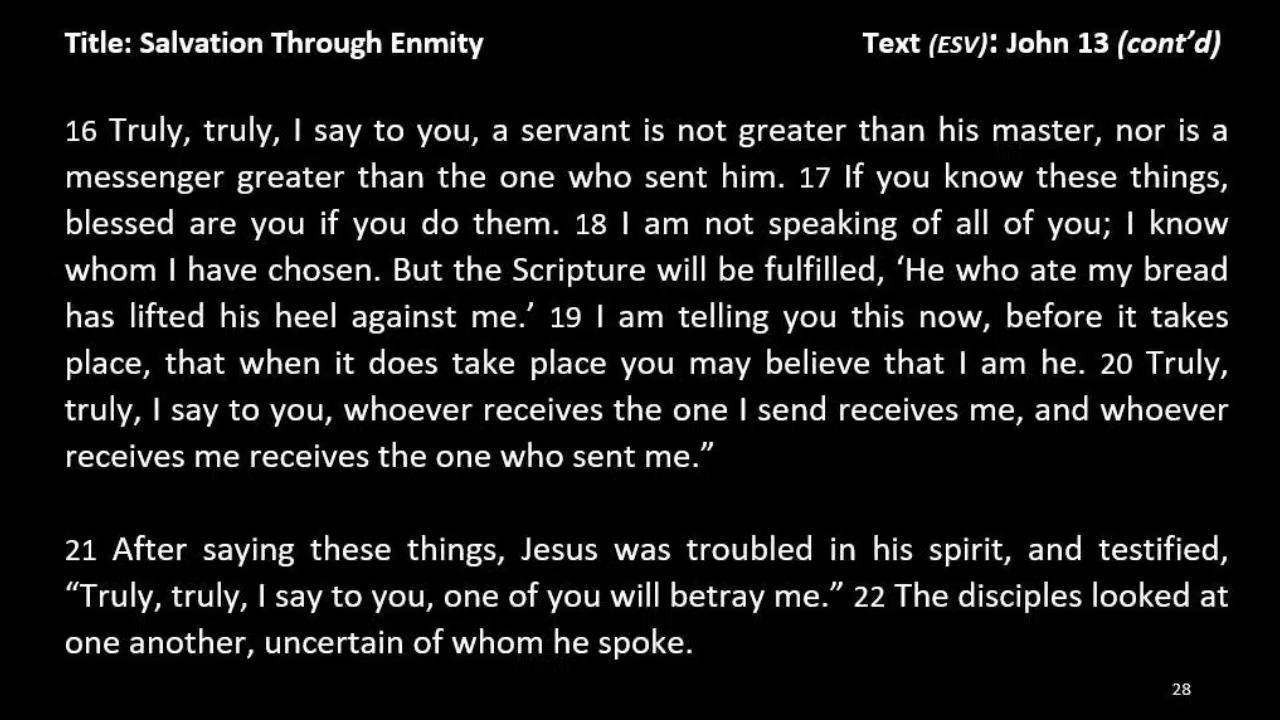 Title: Salvation Through Enmity
Text (ESV): John 13 (cont’d)
16 Truly, truly, I say to you, a servant is not greater than his master, nor is a
messenger greater than the one who sent him. 17 If you know these things,
blessed are you if you do them. 18 I am not speaking of all of you; I know
whom I have chosen. But the Scripture will be fulfilled, ‘He who ate my bread
has lifted his heel against me.’ 19 I am telling you this now, before it takes
place, that when it does take place you may believe that I am he. 20 Truly,
truly, I say to you, whoever receives the one I send receives me, and whoever
receives me receives the one who sent me.”
21 After saying these things, Jesus was troubled in his spirit, and testified,
“Truly, truly, I say to you, one of you will betray me.” 22 The disciples looked at
one another, uncertain of whom he spoke.
28